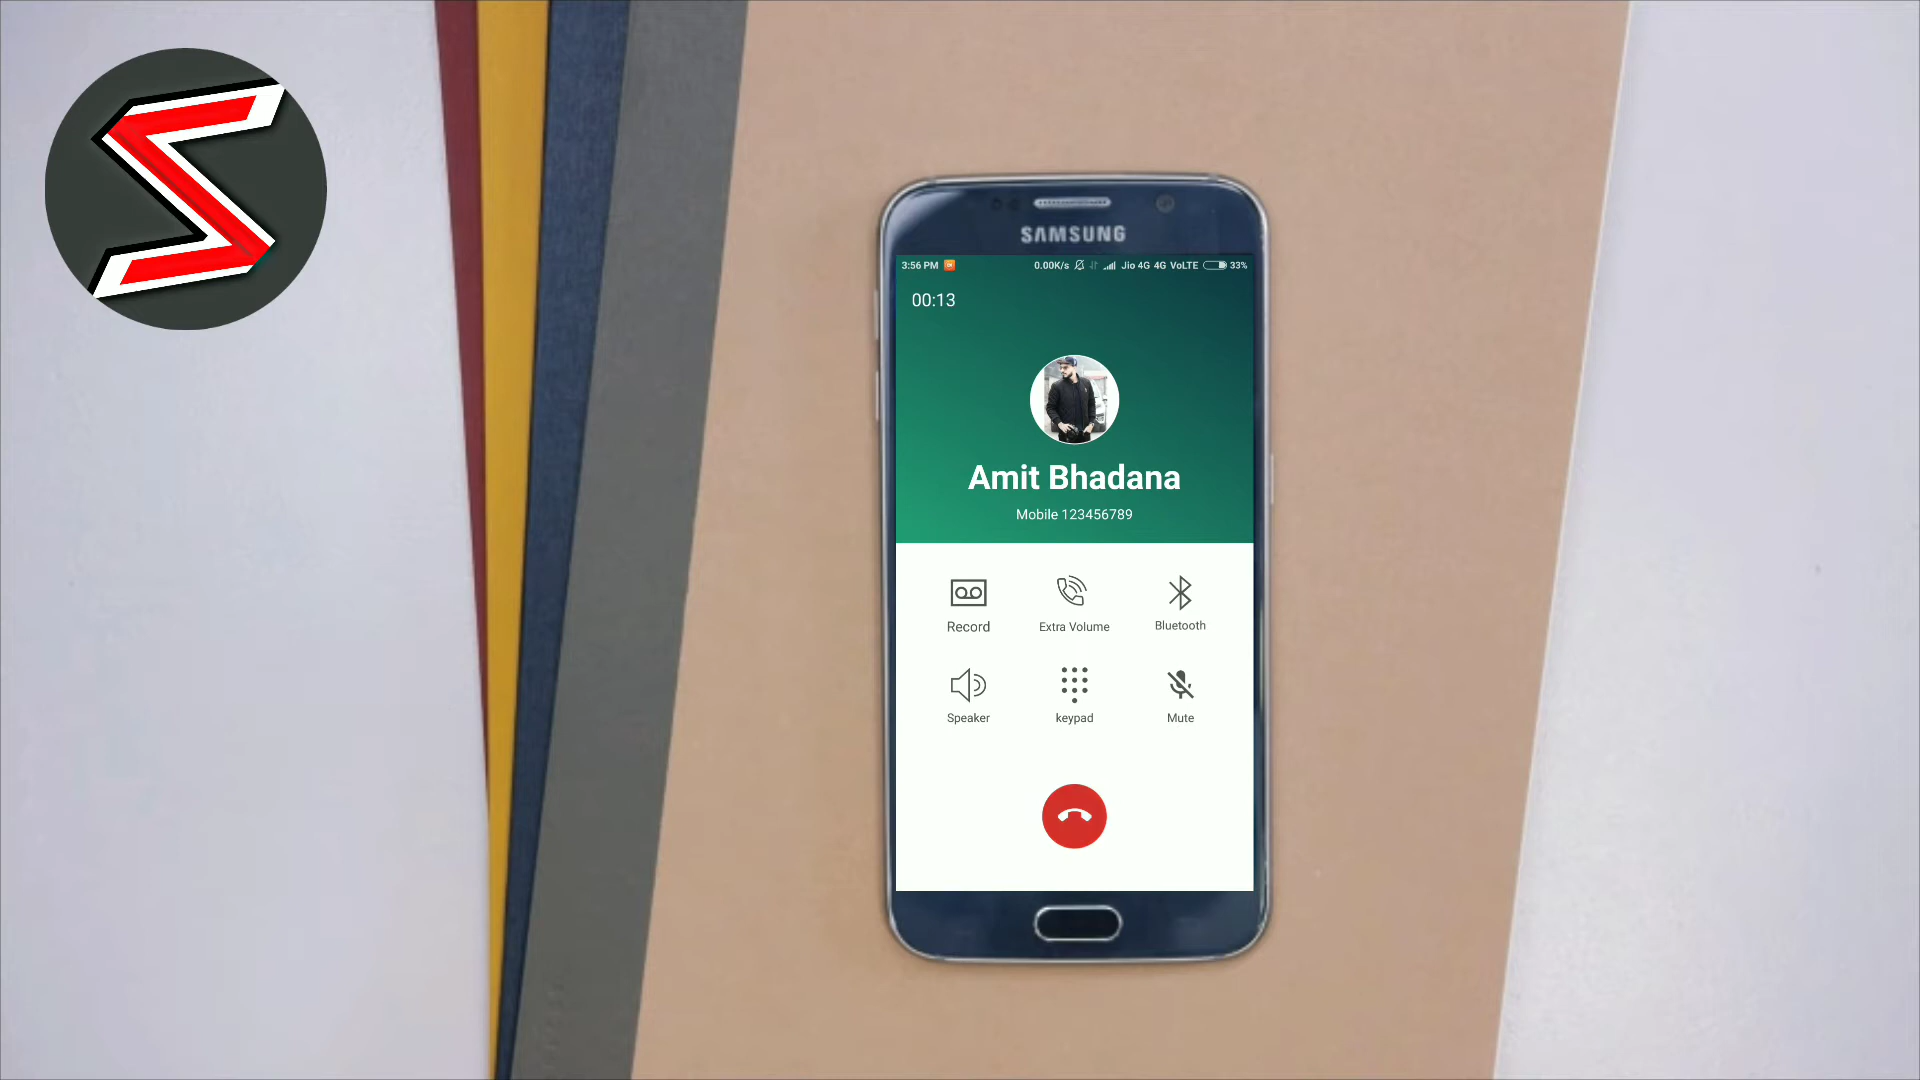 SAMSUNG
3:56 PM 0.00K/s Jio 4G 4G VoLTE 33%
00:13
Amit Bhadana
Mobile 123456789
Record Extra Volume Bluetooth
Speaker keypad Mute